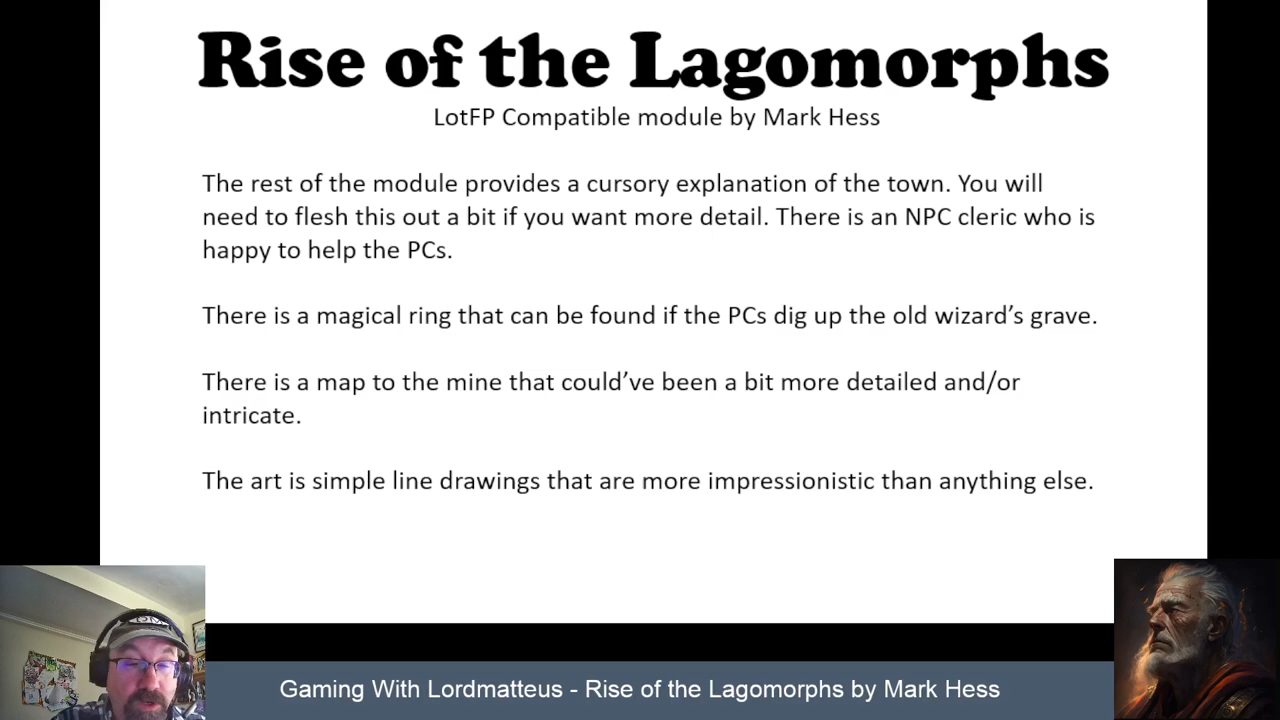 Rise of the Lagomorphs
LotFP Compatible module by Mark Hess
The rest of the module provides a cursory explanation of the town. You will
need to flesh this out a bit if you want more detail. There is an NPC cleric who is
happy to help the PCs.
There is a magical ring that can be found if the PCs dig up the old wizard’s grave.
There is a map to the mine that could’ve been a bit more detailed and/or
intricate.
The art is simple line drawings that are more impressionistic than anything else.
Gaming With Lordmatteus - Rise of the Lagomorphs by Mark Hess